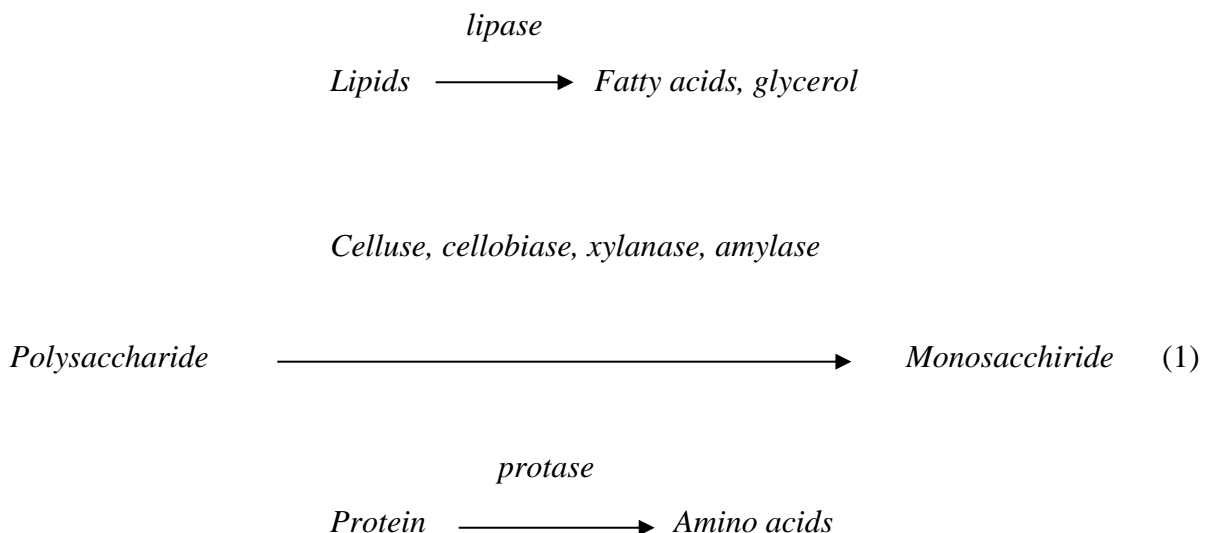 lipase
Lipids Fatty acids, glycerol
Celluse, cellobiase, xylanase, amylase
Polysaccharide Monosacchiride (1)
protase
Protein Amino acids